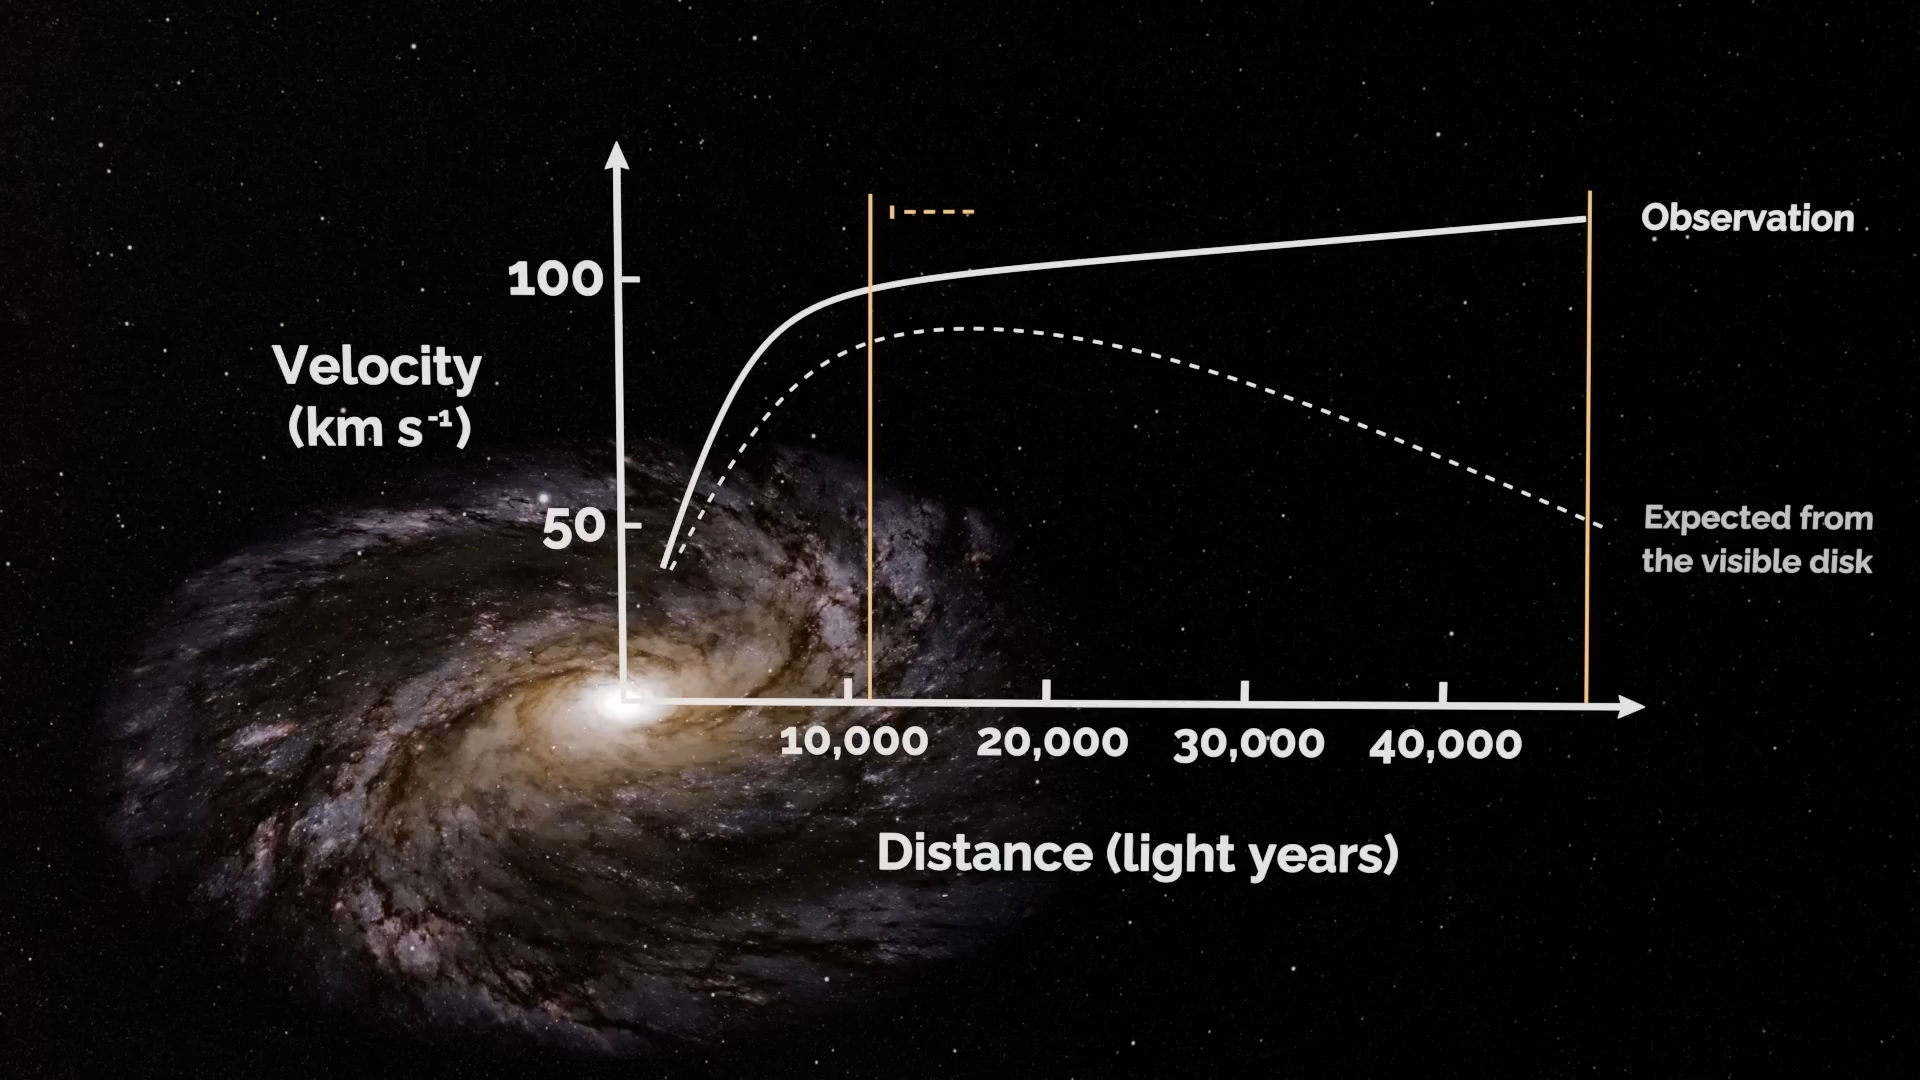 Observation
100
Velocity
(km s⁻¹)
50
Expected from
the visible disk
10,000 20,000 30,000 40,000
Distance (light years)